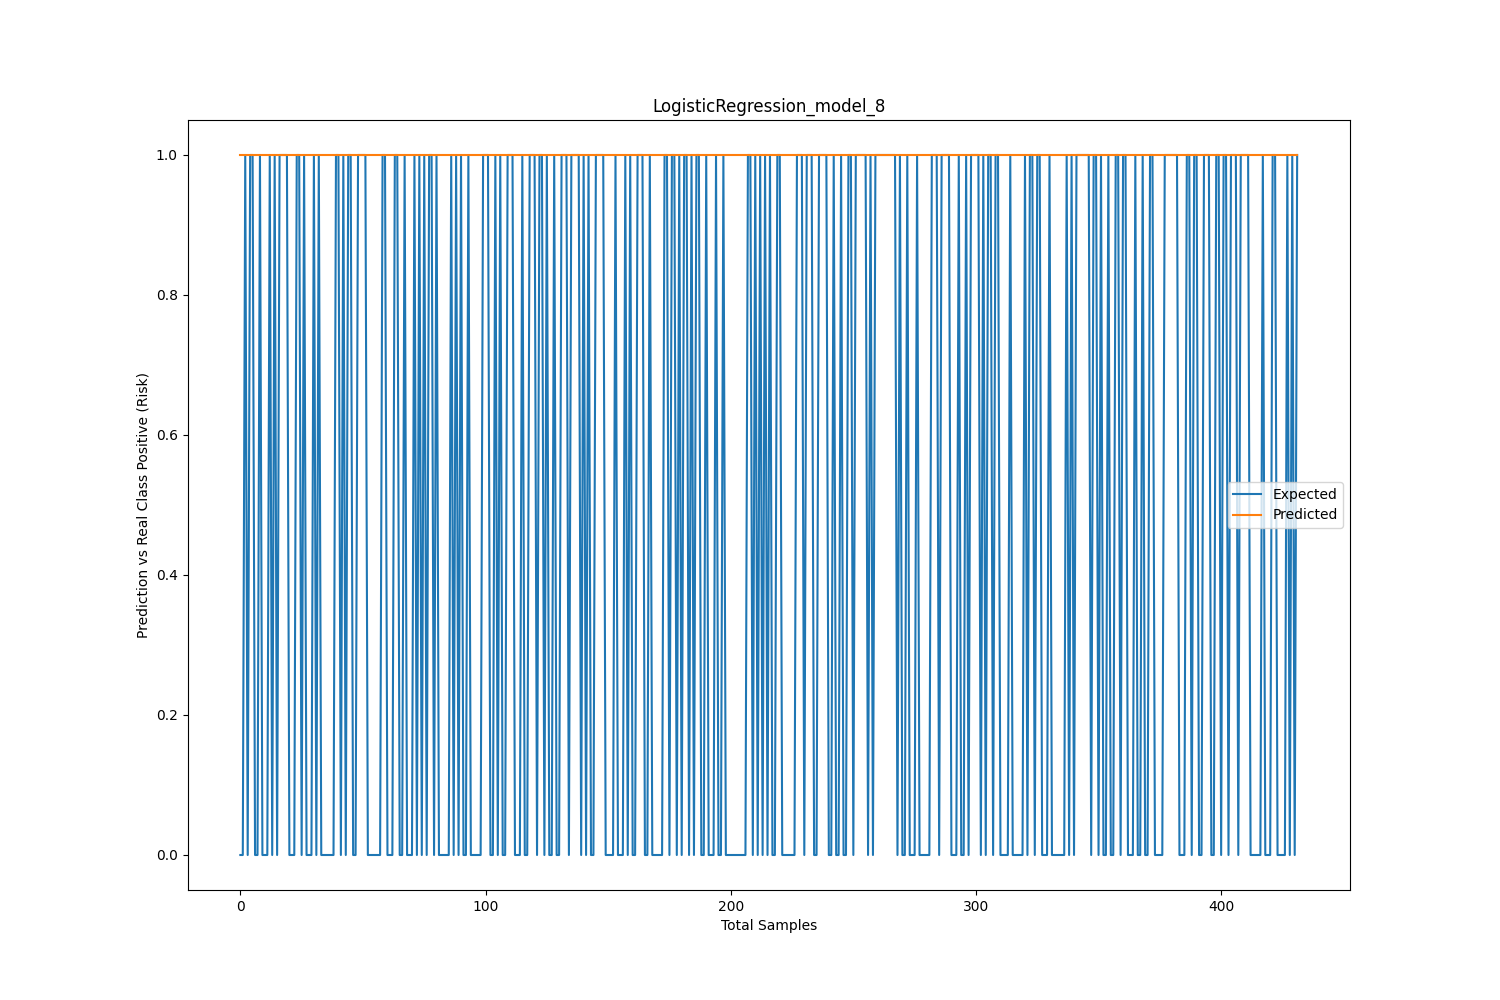 LogisticRegression_model_8
1.0
0.8
0.6
0.4
0.2
0.0
Prediction vs Real Class Positive (Risk)
Expected
Predicted
0 100 200 300 400
Total Samples